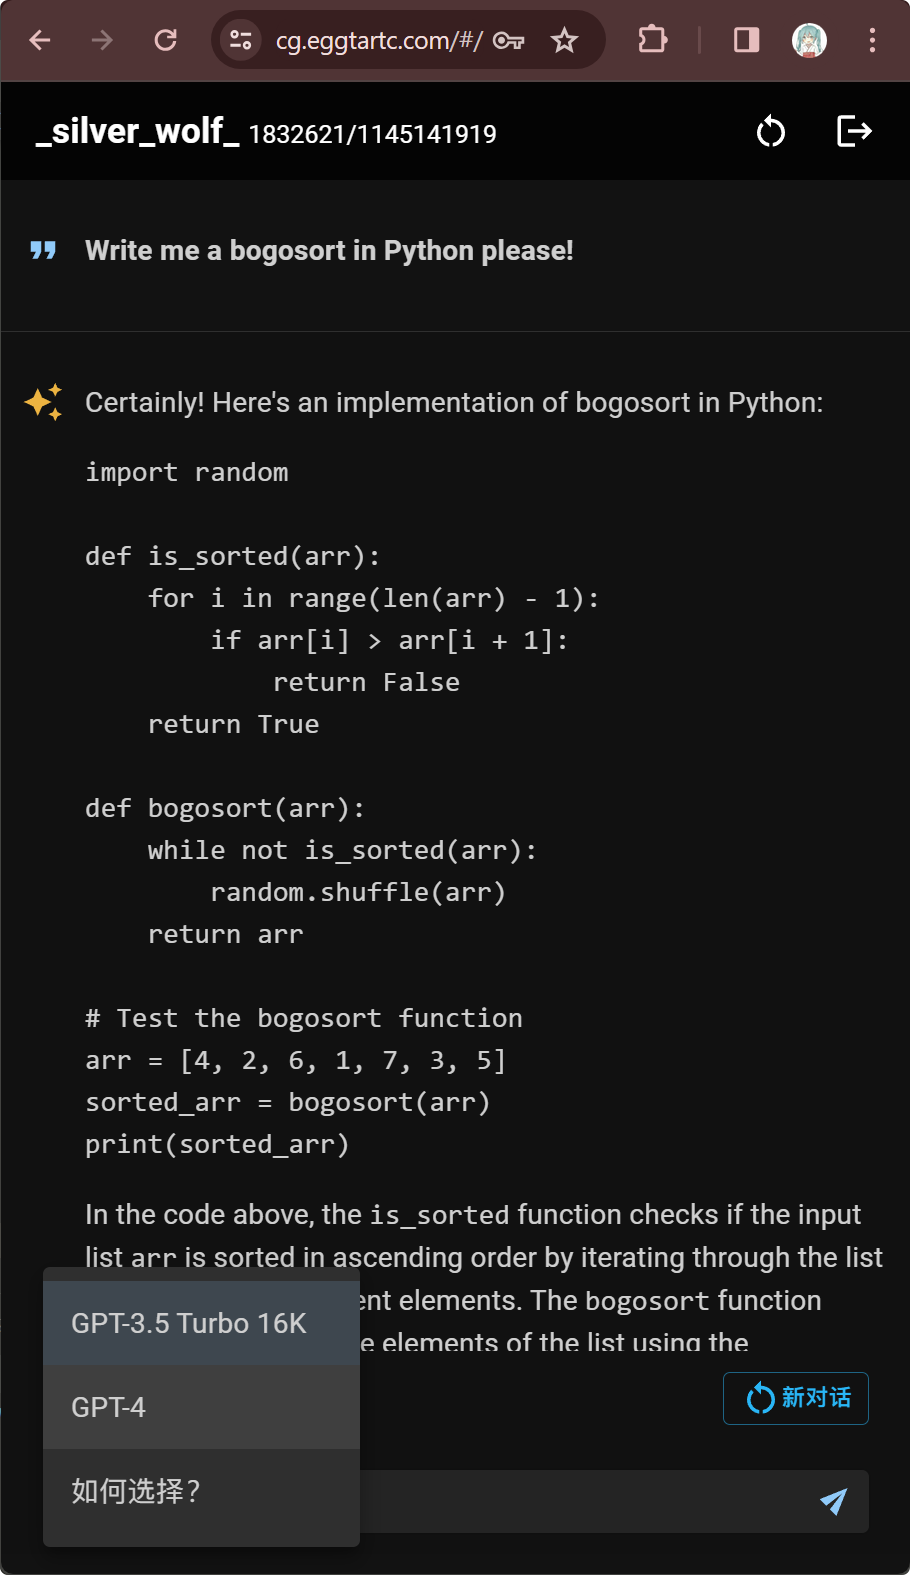 cg.eggtartc.com/#/
_silver_wolf_ 1832621/1145141919
Write me a bogosort in Python please!
Certainly! Here's an implementation of bogosort in Python:
import random
def is_sorted(arr):
    for i in range(len(arr) - 1):
        if arr[i] > arr[i + 1]:
            return False
    return True
def bogosort(arr):
    while not is_sorted(arr):
        random.shuffle(arr)
    return arr
# Test the bogosort function
arr = [4, 2, 6, 1, 7, 3, 5]
sorted_arr = bogosort(arr)
print(sorted_arr)
In the code above, the is_sorted function checks if the input
list arr is sorted in ascending order by iterating through the list
elements. The bogosort function
elements of the list using the
GPT-3.5 Turbo 16K
GPT-4
新对话
如何选择？